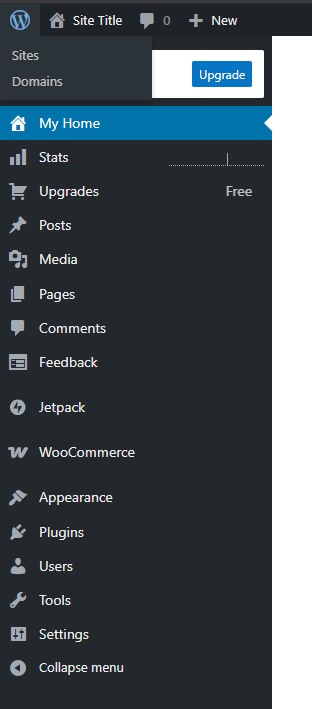 Site Title 0 New
Sites
Domains
Upgrade
My Home
Stats
Upgrades Free
Posts
Media
Pages
Comments
Feedback
Jetpack
WooCommerce
Appearance
Plugins
Users
Tools
Settings
Collapse menu